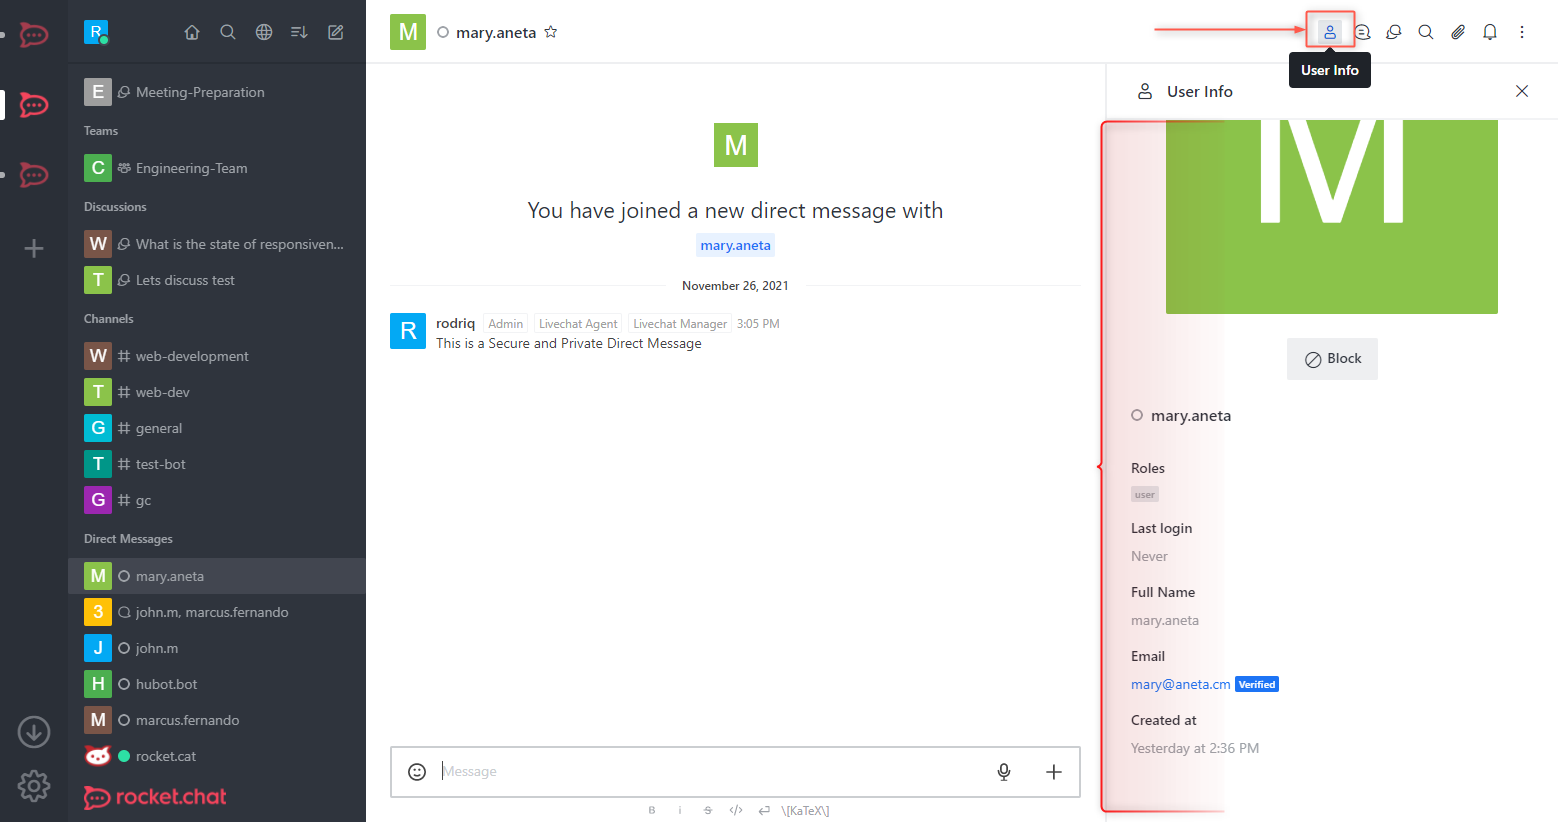 R
E Meeting-Preparation
Teams
C Engineering-Team
Discussions
W What is the state of responsiven...
T Lets discuss test
Channels
W # web-development
T # web-dev
G # general
T # test-bot
G # gc
Direct Messages
M mary.aneta
3 john.m, marcus.fernando
J john.m
H hubot.bot
M marcus.fernando
rocket.cat
rocket.chat
M mary.aneta
M
You have joined a new direct message with
mary.aneta
November 26, 2021
R rodriq Admin Livechat Agent Livechat Manager 3:05 PM
This is a Secure and Private Direct Message
Message
B i S </> \[KaTeX\]
User Info
User Info
M
Block
mary.aneta
Roles
user
Last login
Never
Full Name
mary.aneta
Email
mary@aneta.cm Verified
Created at
Yesterday at 2:36 PM